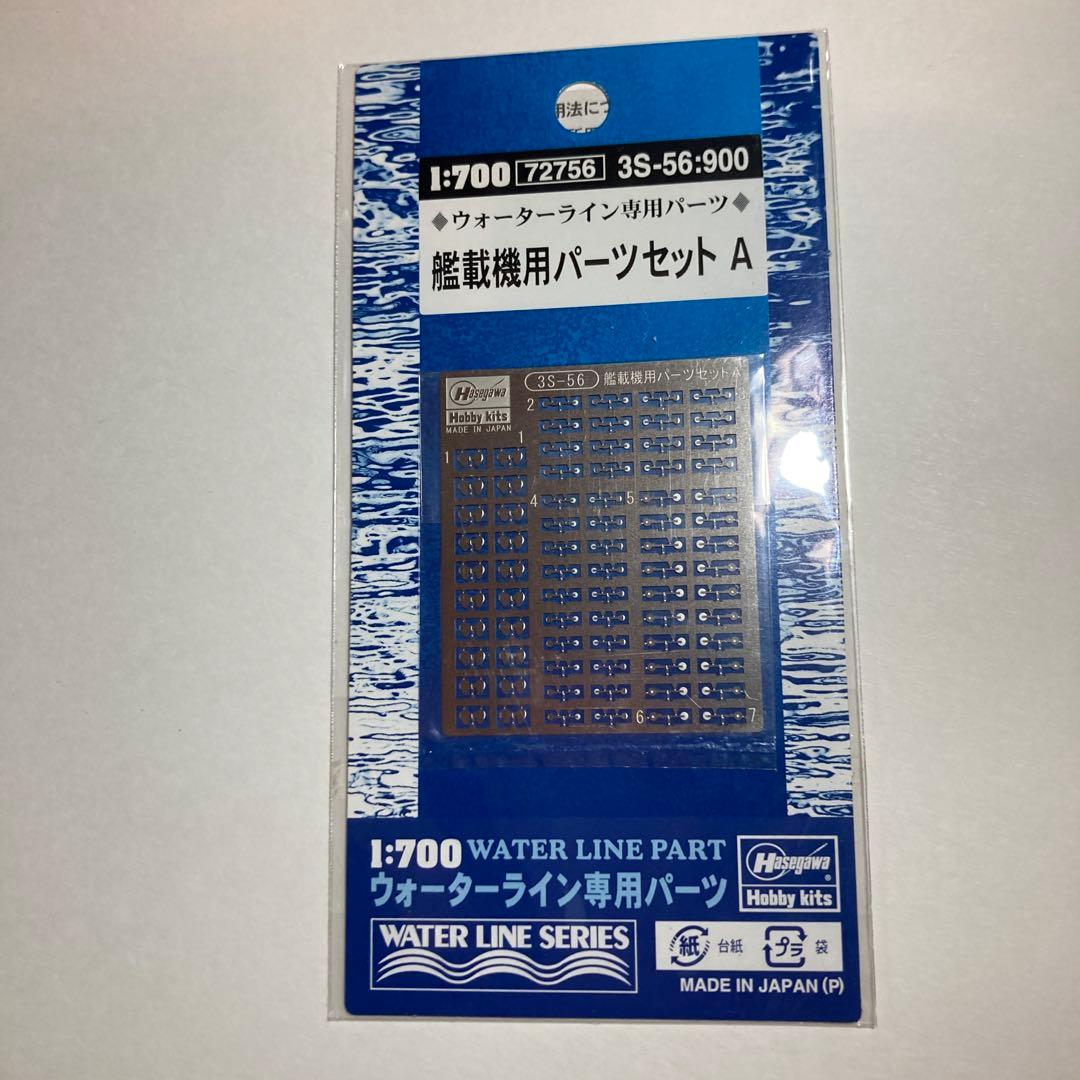 用法につ
1:700 72756 3S-56:900
◆ウォーターライン専用パーツ◆
艦載機用パーツセット A
Hasegawa
Hobby kits
MADE IN JAPAN
3S-56 艦載機用パーツセットA
2
1
1
4
5
6
7
1:700 WATER LINE PART
ウォーターライン専用パーツ
Hasegawa
Hobby kits
WATER LINE SERIES
紙 台紙 プラ 袋
MADE IN JAPAN (P)